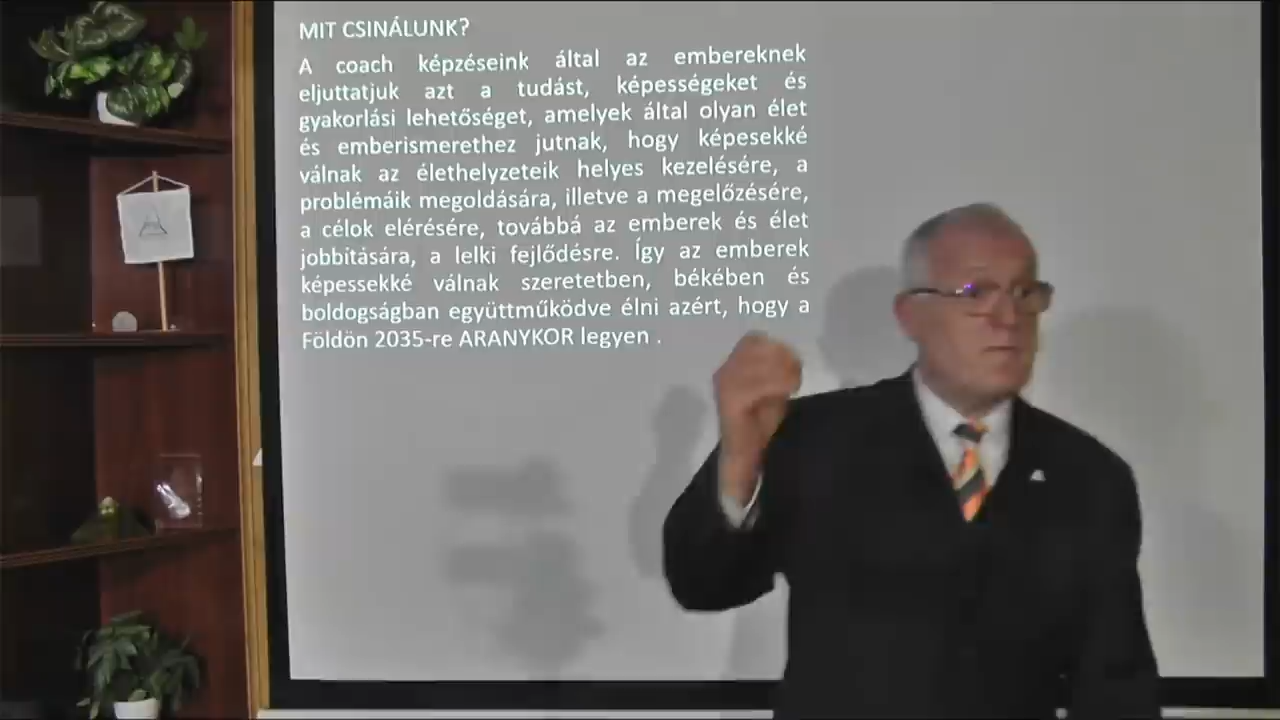 MIT CSINÁLUNK?
A coach képzéseink által az embereknek
eljuttatjuk azt a tudást, képességeket és
gyakorlási lehetőséget, amelyek által olyan élet
és emberismerethez jutnak, hogy képesekké
válnak az élethelyzeteik helyes kezelésére, a
problémáik megoldására, illetve a megelőzésére,
a célok elérésére, továbbá az emberek és élet
jobbítására, a lelki fejlődésre. Így az emberek
képessekké válnak szeretetben, békében és
boldogságban együttműködve élni azért, hogy a
Földön 2035-re ARANYKOR legyen .